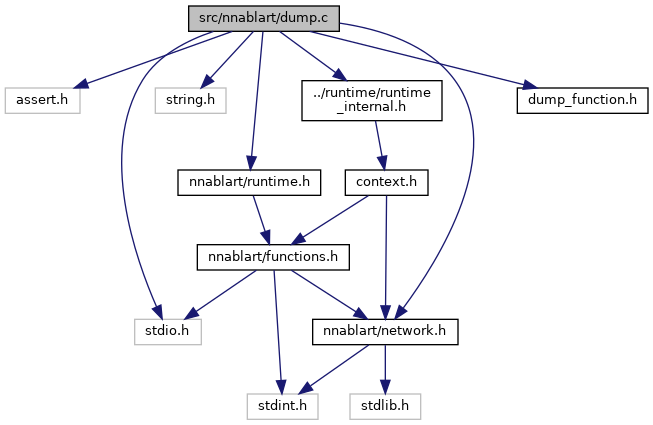 src/nnablart/dump.c
assert.h
string.h
../runtime/runtime
_internal.h
dump_function.h
nnablart/runtime.h
context.h
nnablart/functions.h
stdio.h
nnablart/network.h
stdint.h
stdlib.h